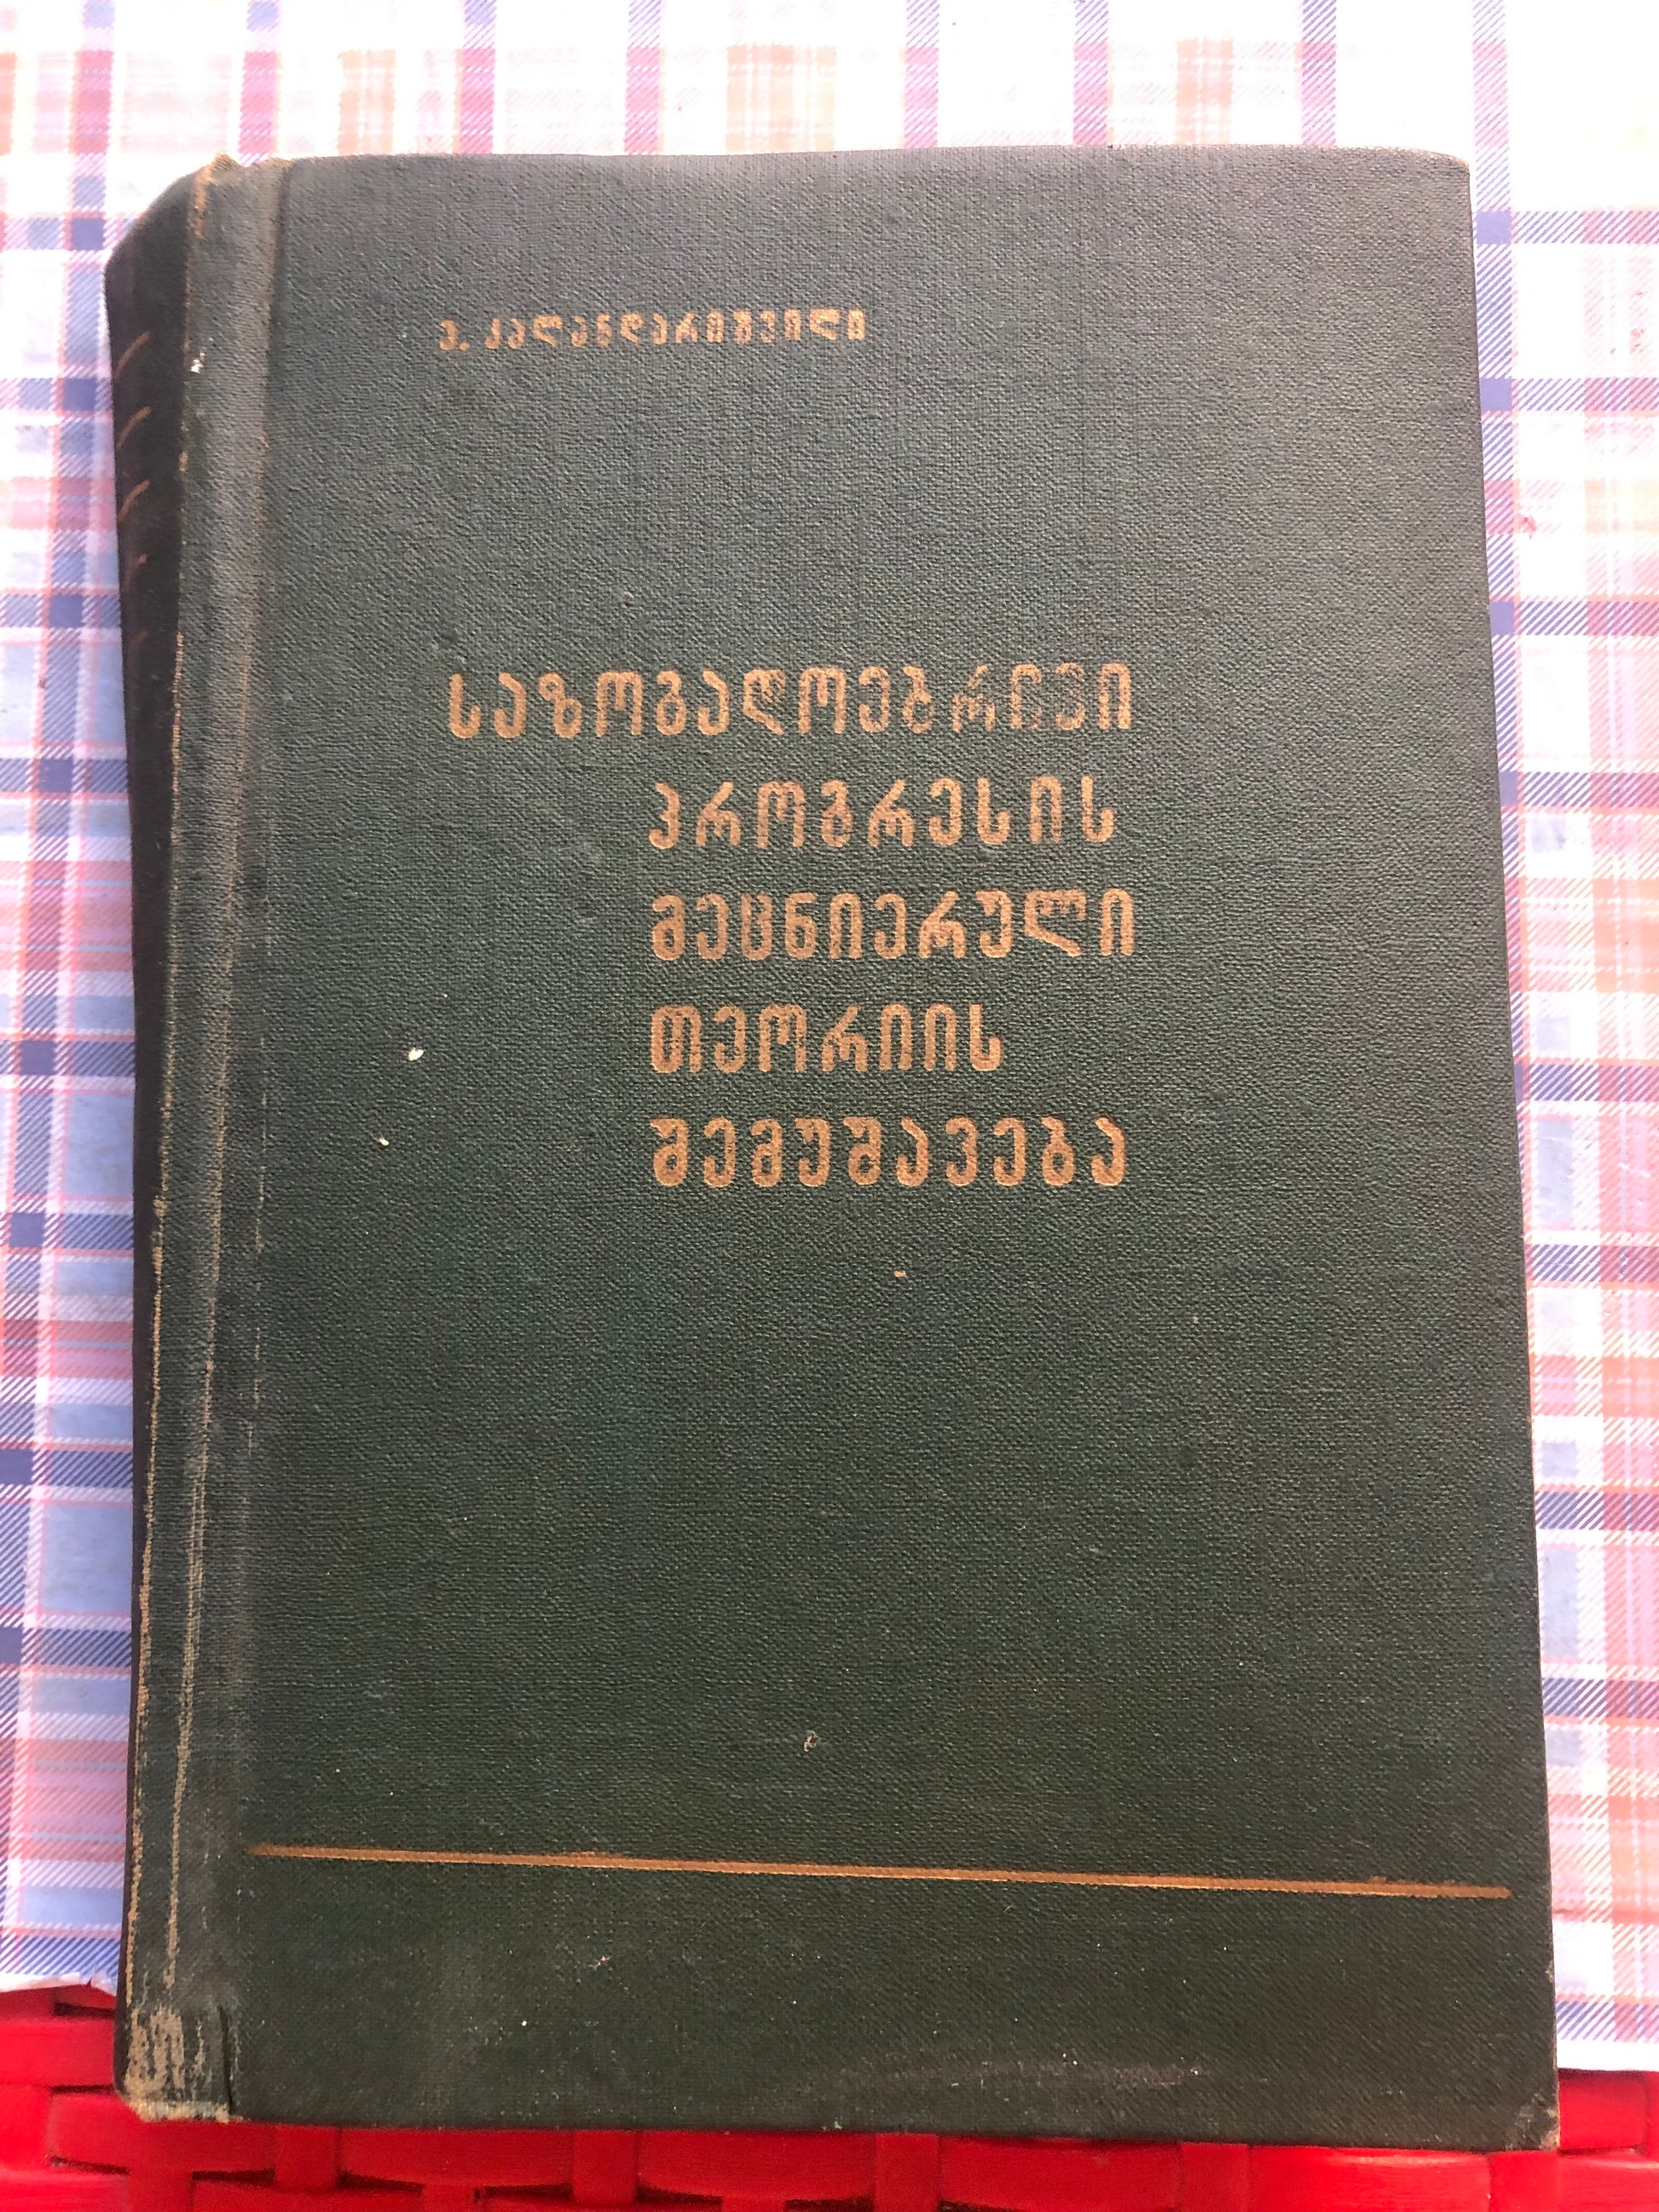 კალანდარიშვილი
საზოგადოებრივი
პროგრესის
მეცნიერული
თეორიის
შემუშავება